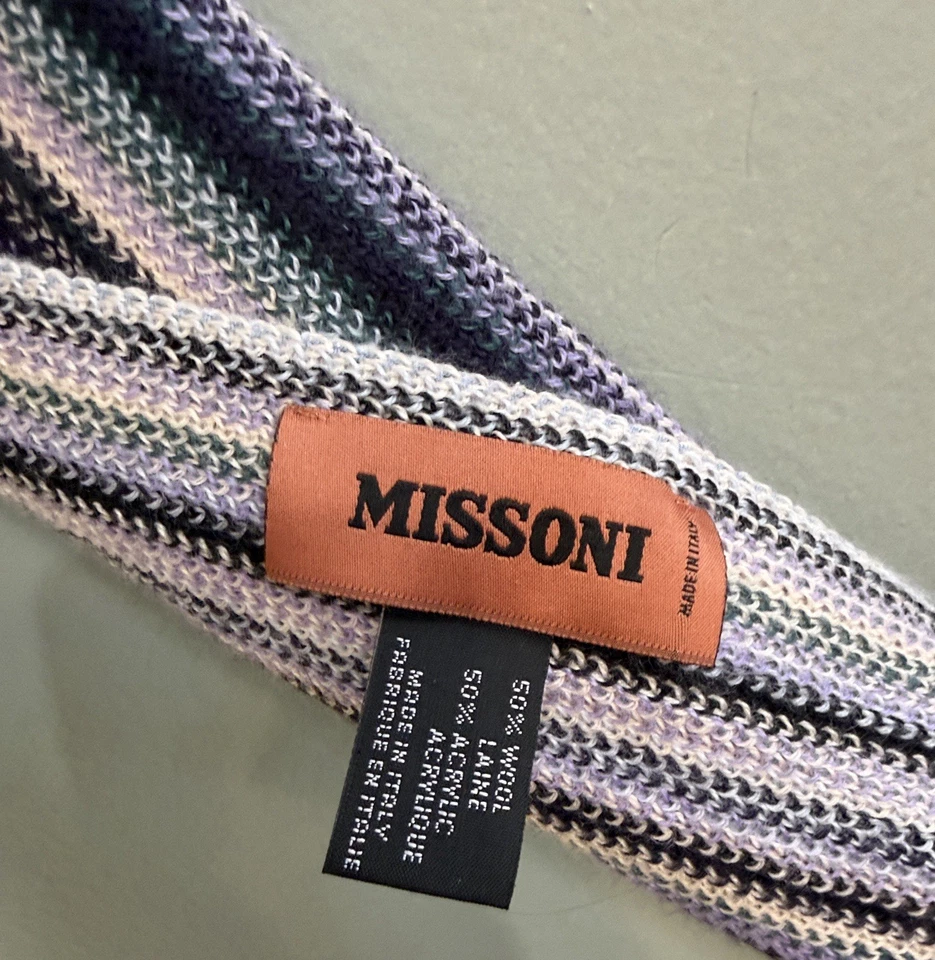 MISSONI
MADE IN ITALY
50% WOOL
LAINE
50% ACRYLIC
ACRYLIQUE
MADE IN ITALY
FABRIQUE EN ITALIE